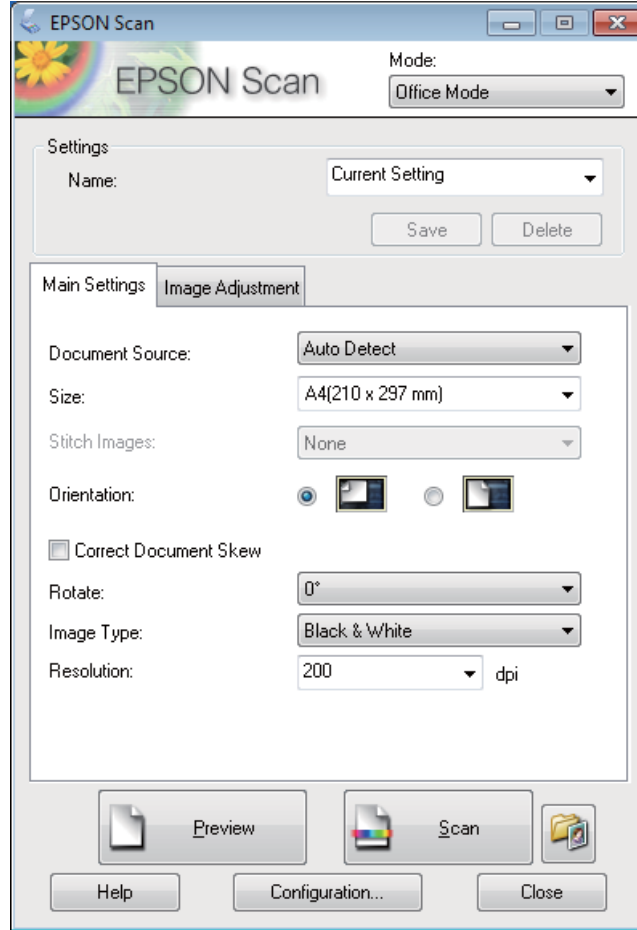 EPSON Scan
EPSON Scan
Mode:
Office Mode
Settings
Name: Current Setting
Save Delete
Main Settings Image Adjustment
Document Source: Auto Detect
Size: A4(210 x 297 mm)
Stitch Images: None
Orientation:
Correct Document Skew
Rotate: 0°
Image Type: Black & White
Resolution: 200 dpi
Preview Scan
Help Configuration... Close